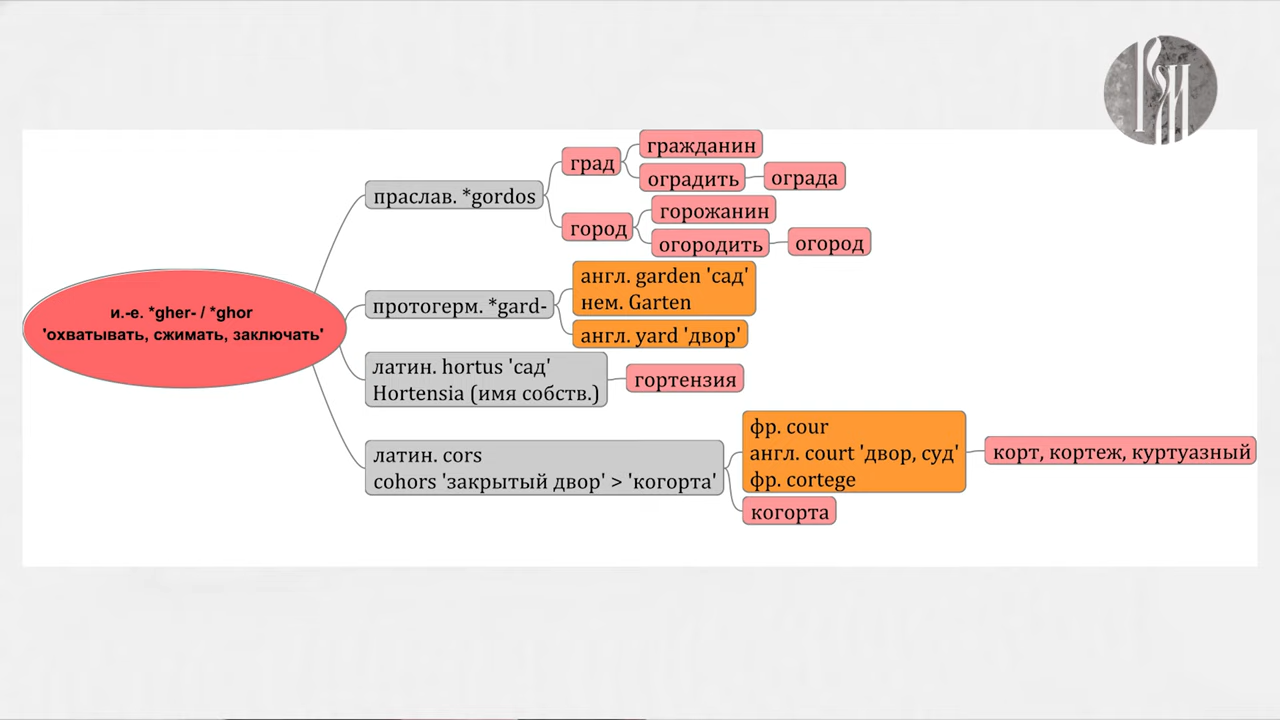 и.-е. *gher- / *ghor
'охватывать, сжимать, заключать'
праслав. *gordos
град
гражданин
оградить
ограда
город
горожанин
огородить
огород
протогерм. *gard-
англ. garden 'сад'
нем. Garten
англ. yard 'двор'
латин. hortus 'сад'
Hortensia (имя собств.)
гортензия
латин. cors
cohors 'закрытый двор' > 'когорта'
фр. cour
англ. court 'двор, суд'
фр. cortege
корт, кортеж, куртуазный
когорта